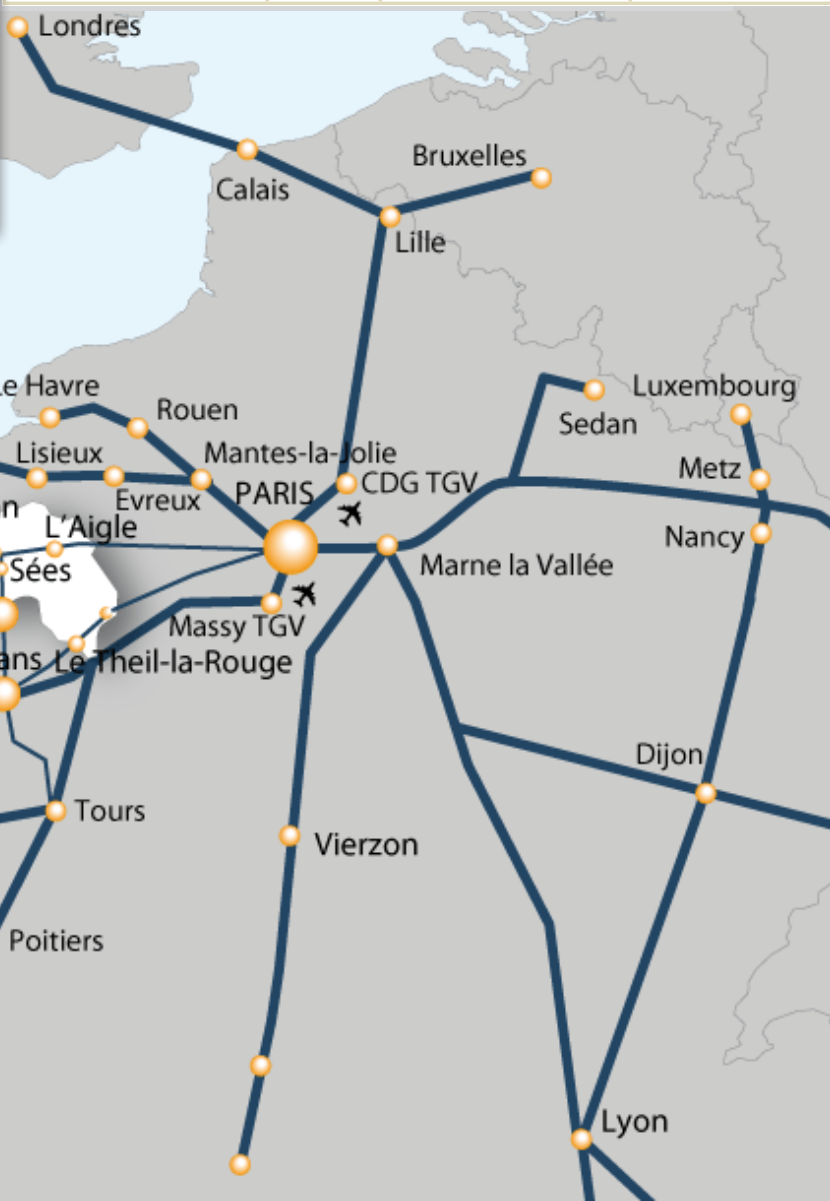 Londres
Bruxelles
Calais
Lille
Le Havre
Luxembourg
Rouen
Sedan
Lisieux
Mantes-la-Jolie
Metz
CDG TGV
Evreux
PARIS
L'Aigle
Nancy
Sées
Marne la Vallée
Massy TGV
Le Theil-la-Rouge
Dijon
Tours
Vierzon
Poitiers
Lyon